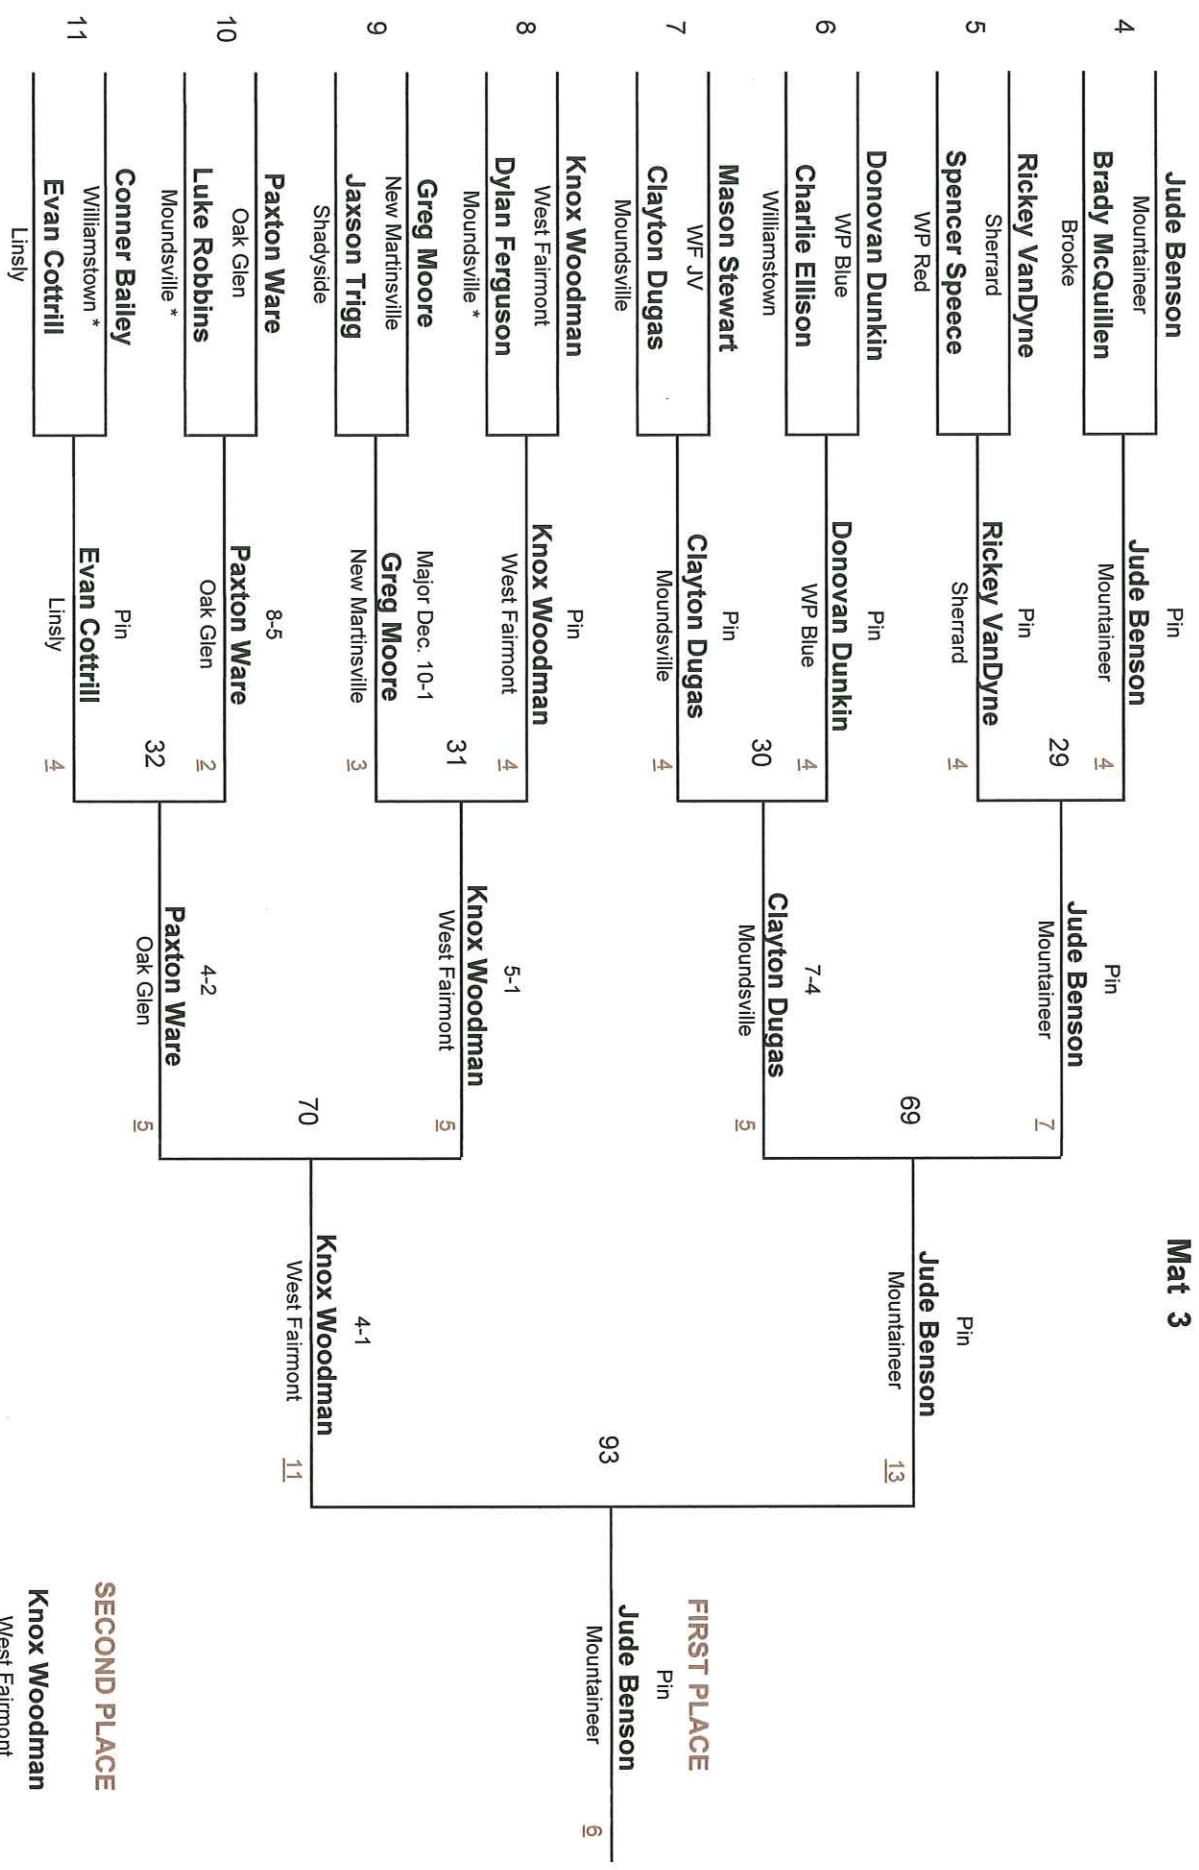 Mat 3
4
Jude Benson
Mountaineer
Brady McQuillen
Brooke
5
Rickey VanDyne
Sherrard
Spencer Speece
WP Red
6
Donovan Dunkin
WP Blue
Charlie Ellison
Williamstown
7
Mason Stewart
WF JV
Clayton Dugas
Moundsville
8
Knox Woodman
West Fairmont
Dylan Ferguson
Moundsville *
9
Greg Moore
New Martinsville
Jaxson Trigg
Shadyside
10
Paxton Ware
Oak Glen
Luke Robbins
Moundsville *
11
Conner Bailey
Williamstown *
Evan Cottrill
Linsly
Pin
Jude Benson
Mountaineer
4
29
Pin
Rickey VanDyne
Sherrard
4
Pin
Donovan Dunkin
WP Blue
4
30
Pin
Clayton Dugas
Moundsville
4
Pin
Knox Woodman
West Fairmont
4
31
Major Dec. 10-1
Greg Moore
New Martinsville
3
8-5
Paxton Ware
Oak Glen
2
32
Pin
Evan Cottrill
Linsly
4
Pin
Jude Benson
Mountaineer
7
69
7-4
Clayton Dugas
Moundsville
5
5-1
Knox Woodman
West Fairmont
5
70
4-2
Paxton Ware
Oak Glen
5
Pin
Jude Benson
Mountaineer
13
93
4-1
Knox Woodman
West Fairmont
11
FIRST PLACE
Pin
Jude Benson
Mountaineer
6
SECOND PLACE
Knox Woodman
West Fairmont